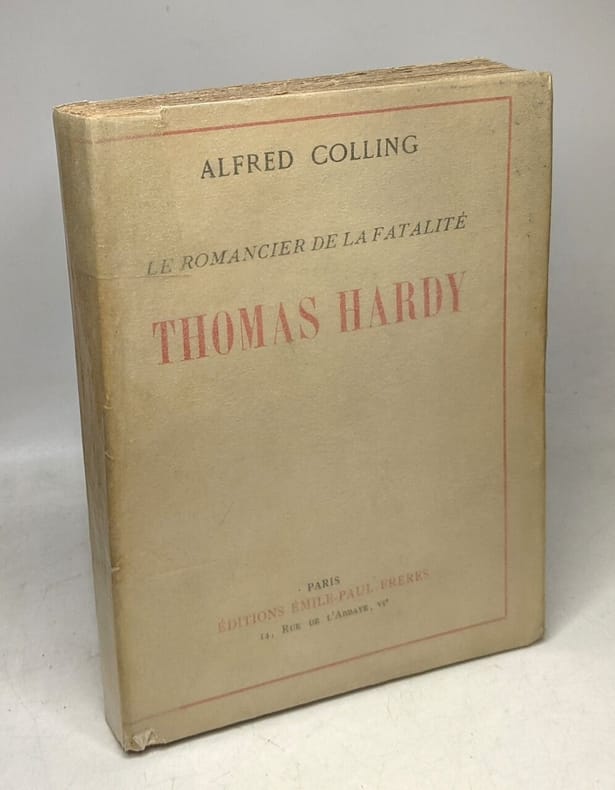 ALFRED COLLING
LE ROMANCIER DE LA FATALITÉ
THOMAS HARDY
PARIS
ÉDITIONS ÉMILE-PAUL FRÈRES
14, RUE DE L'ABBAYE, VIᵉ